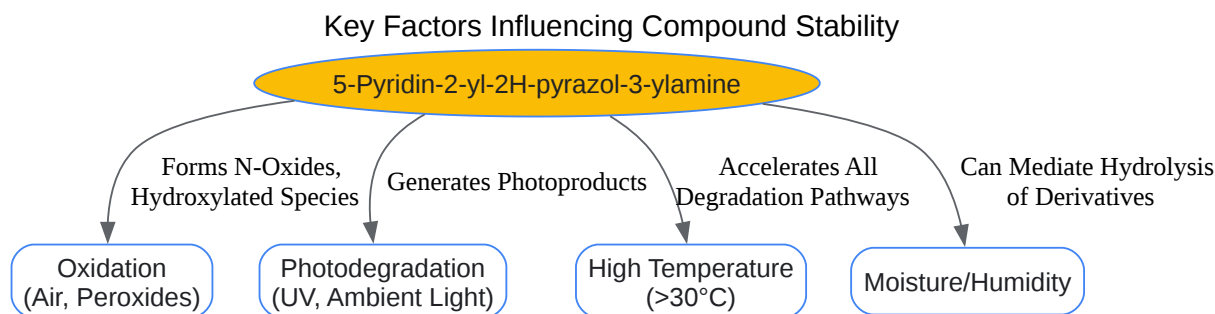 Key Factors Influencing Compound Stability
5-Pyridin-2-yl-2H-pyrazol-3-ylamine
Forms N-Oxides,
Hydroxylated Species
Generates Photoproducts
Accelerates All
Degradation Pathways
Can Mediate Hydrolysis
of Derivatives
Oxidation
(Air, Peroxides)
Photodegradation
(UV, Ambient Light)
High Temperature
(>30°C)
Moisture/Humidity